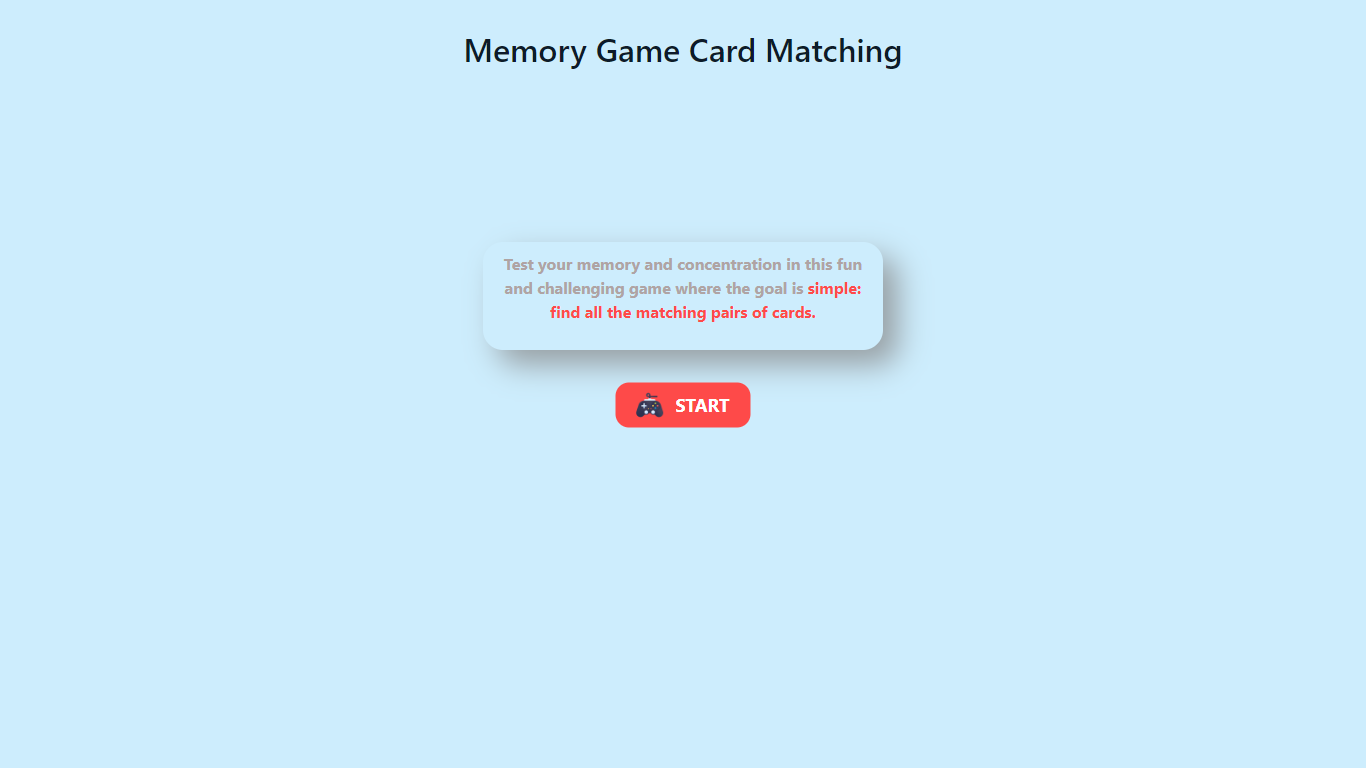 Memory Game Card Matching
Test your memory and concentration in this fun
and challenging game where the goal is simple:
find all the matching pairs of cards.
START